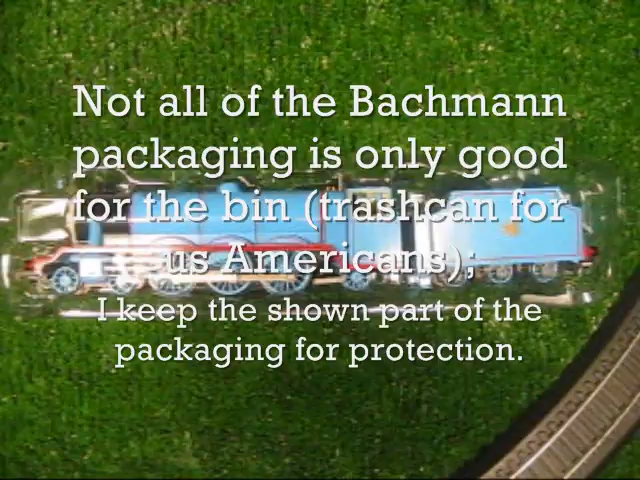 Not all of the Bachmann
packaging is only good
for the bin (trashcan for
us Americans);
I keep the shown part of the
packaging for protection.